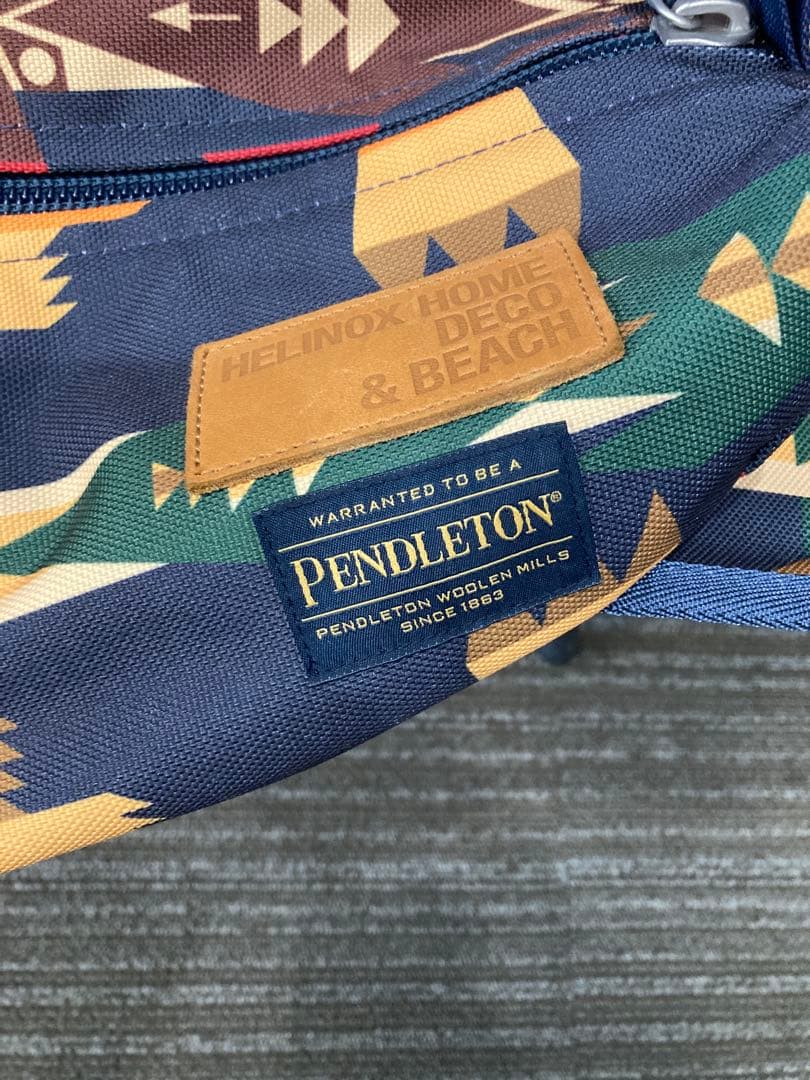 HELINOX HOME
DECO
& BEACH
WARRANTED TO BE A
PENDLETON®
PENDLETON WOOLEN MILLS
SINCE 1863